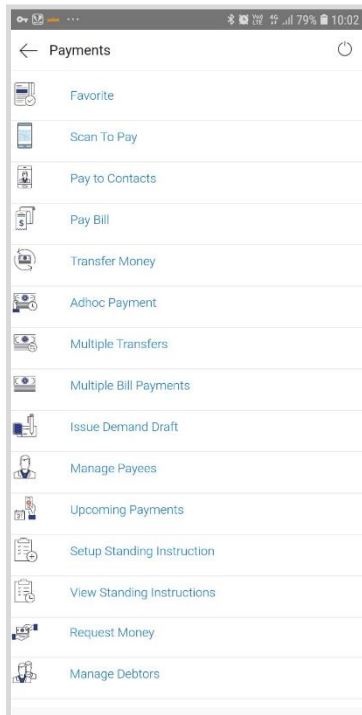 79% 10:02
Payments
Favorite
Scan To Pay
Pay to Contacts
Pay Bill
Transfer Money
Adhoc Payment
Multiple Transfers
Multiple Bill Payments
Issue Demand Draft
Manage Payees
Upcoming Payments
Setup Standing Instruction
View Standing Instructions
Request Money
Manage Debtors